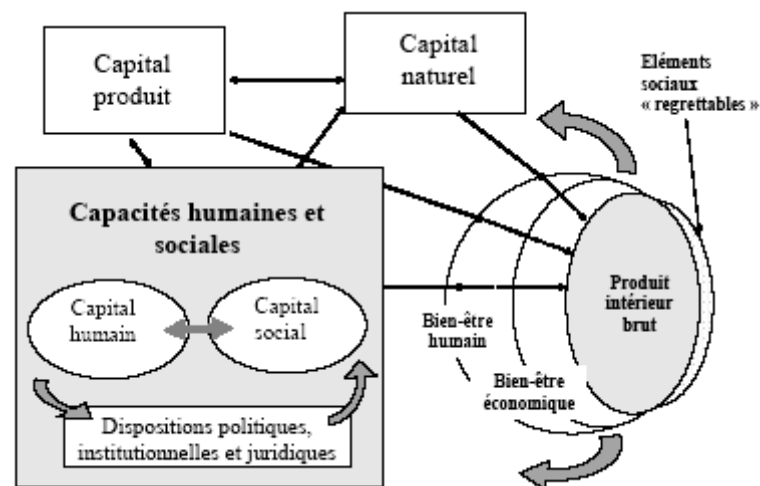 Capital
produit
Capital
naturel
Eléments
sociaux
« regrettables »
Capacités humaines et
sociales
Capital
humain
Capital
social
Dispositions politiques,
institutionnelles et juridiques
Bien-être
humain
Bien-être
économique
Produit
intérieur
brut